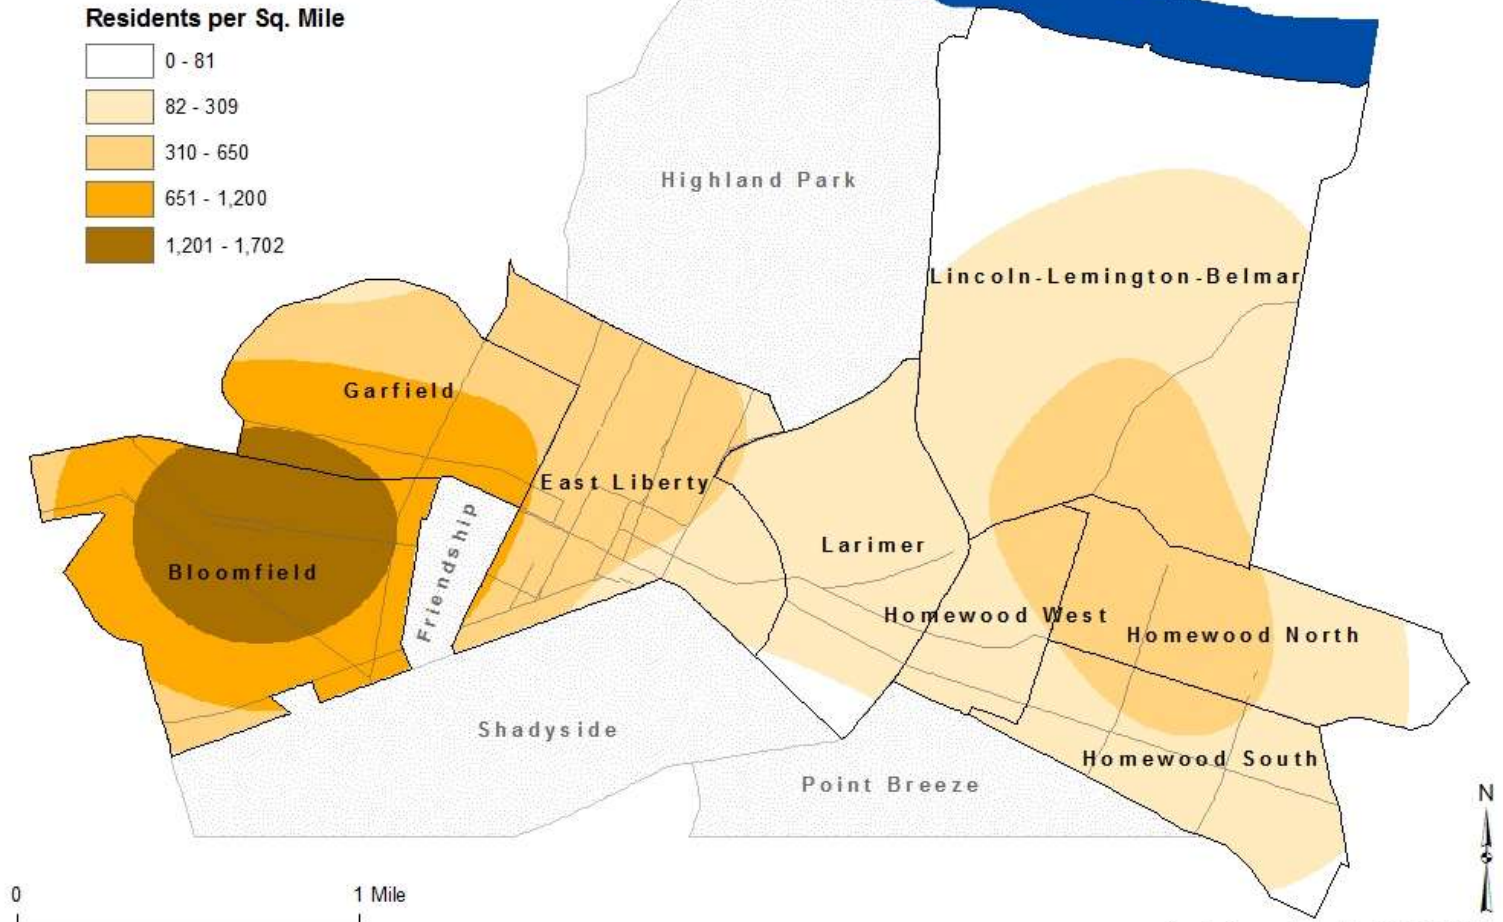 Residents per Sq. Mile
0 - 81
82 - 309
310 - 650
651 - 1,200
1,201 - 1,702
Highland Park
Lincoln-Lemington-Belmar
Garfield
East Liberty
Friendship
Larimer
Bloomfield
Homewood West
Homewood North
Shadyside
Homewood South
Point Breeze
N
0
1 Mile